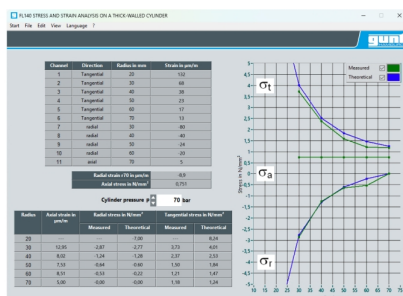 FL140 STRESS AND STRAIN ANALYSIS ON A THICK-WALLED CYLINDER
Start File Edit View Language ?
gunt
Channel Direction Radius in mm Strain in µm/m
1 Tangential 20 132
2 Tangential 30 68
3 Tangential 40 38
4 Tangential 50 23
5 Tangential 60 17
6 Tangential 70 13
7 radial 30 -80
8 radial 40 -40
9 radial 50 -24
10 radial 60 -20
11 axial 70 5
Radial strain r70 in µm/m -8.9
Axial stress in N/mm² 0.751
Cylinder pressure p 70 bar
Radius Axial strain in µm/m Radial stress in N/mm² Tangential stress in N/mm²
Measured Theoretical Measured Theoretical
20 -7,00 8,24
30 12,95 -2,87 -2,77 3,73 4,01
40 8,02 -1,24 -1,28 2,37 2,53
50 7,53 -0,64 -0,60 1,50 1,84
60 8,51 -0,53 -0,22 1,21 1,47
70 5,00 -0,00 -0,00 1,18 1,24
Measured
Theoretical
Stress in N/mm²
σt
σa
σr
5
4,5
4
3,5
3
2,5
2
1,5
1
0,5
0
-0,5
-1
-1,5
-2
-2,5
-3
-3,5
-4
-4,5
-5
10 15 20 25 30 35 40 45 50 55 60 65 70 75